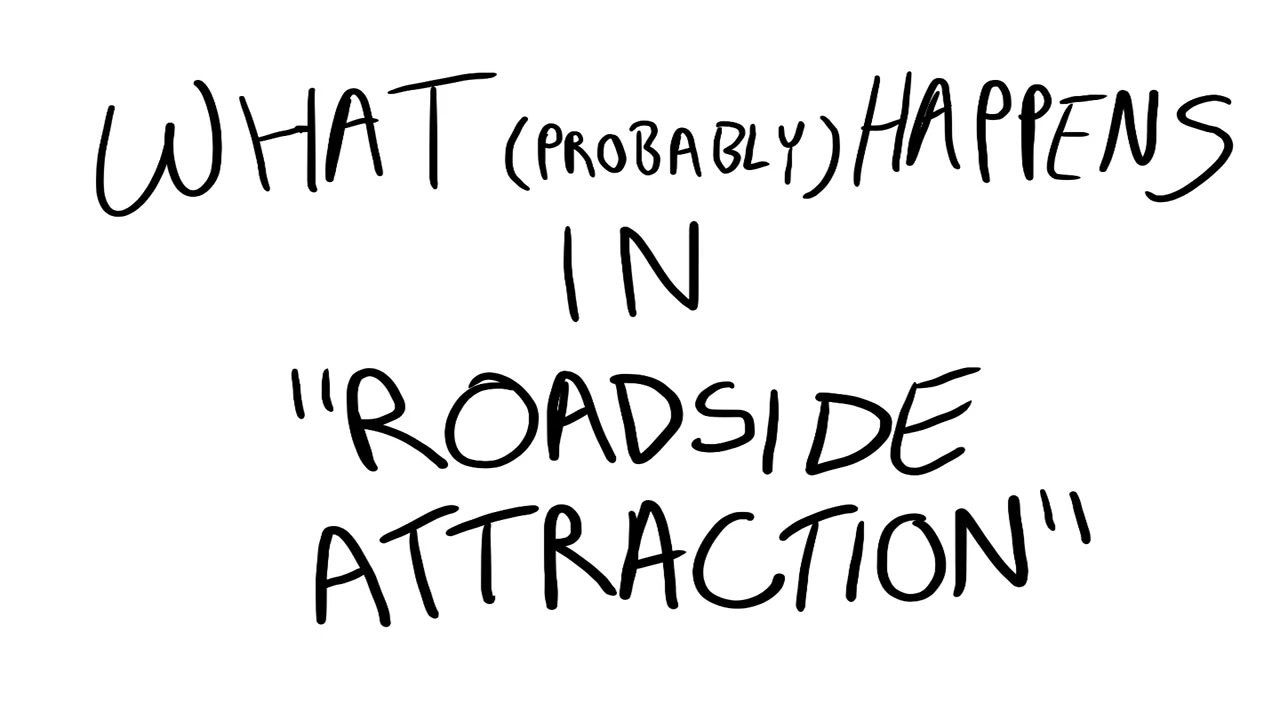 WHAT (PROBABLY) HAPPENS
IN
"ROADSIDE
ATTRACTION"